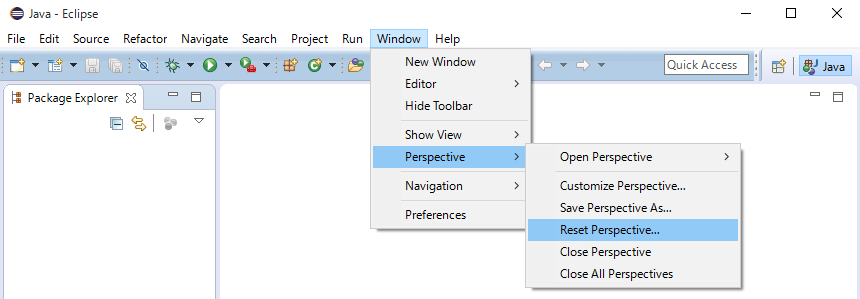 Java - Eclipse
File Edit Source Refactor Navigate Search Project Run Window Help
Quick Access
Java
Package Explorer
New Window
Editor
Hide Toolbar
Show View
Perspective
Navigation
Preferences
Open Perspective
Customize Perspective...
Save Perspective As...
Reset Perspective...
Close Perspective
Close All Perspectives